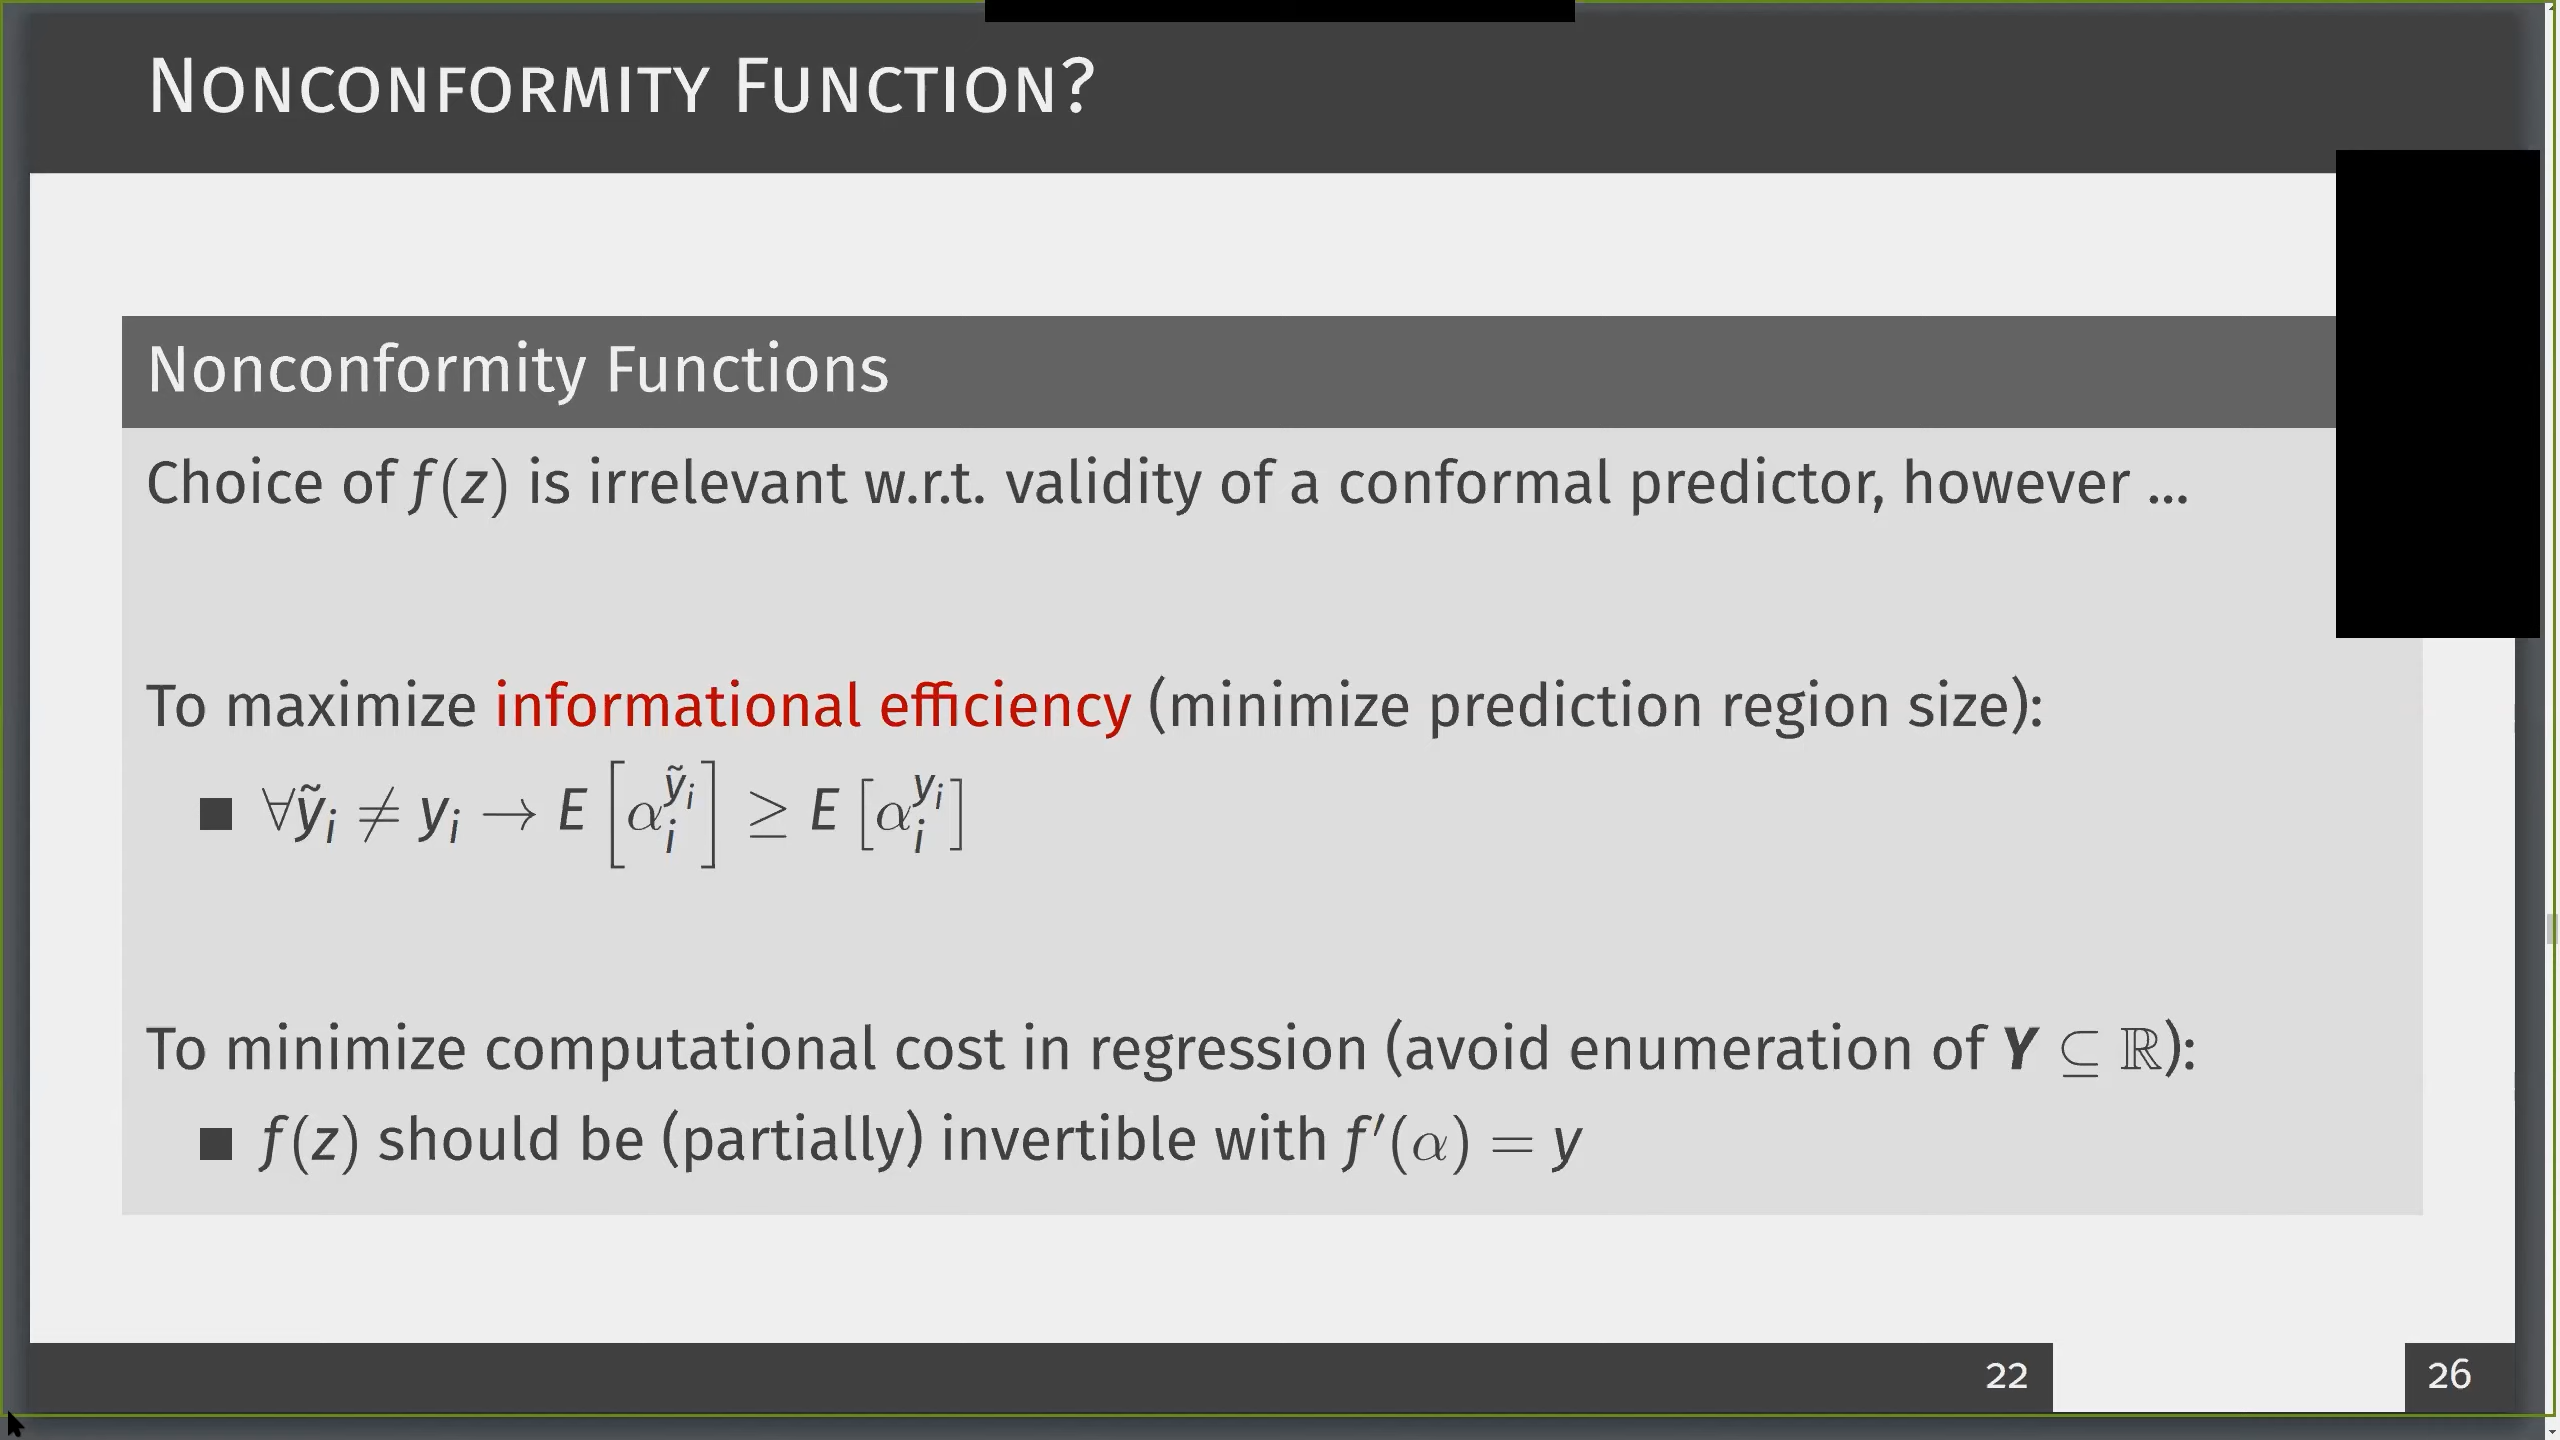 NONCONFORMITY FUNCTION?
Nonconformity Functions
Choice of f(z) is irrelevant w.r.t. validity of a conformal predictor, however ...
To maximize informational efficiency (minimize prediction region size):
■ ∀ỹᵢ ≠ yᵢ → E[αᵢ^ỹᵢ] ≥ E[αᵢ^yᵢ]
To minimize computational cost in regression (avoid enumeration of Y ⊆ ℝ):
■ f(z) should be (partially) invertible with f′(α) = y
22
26